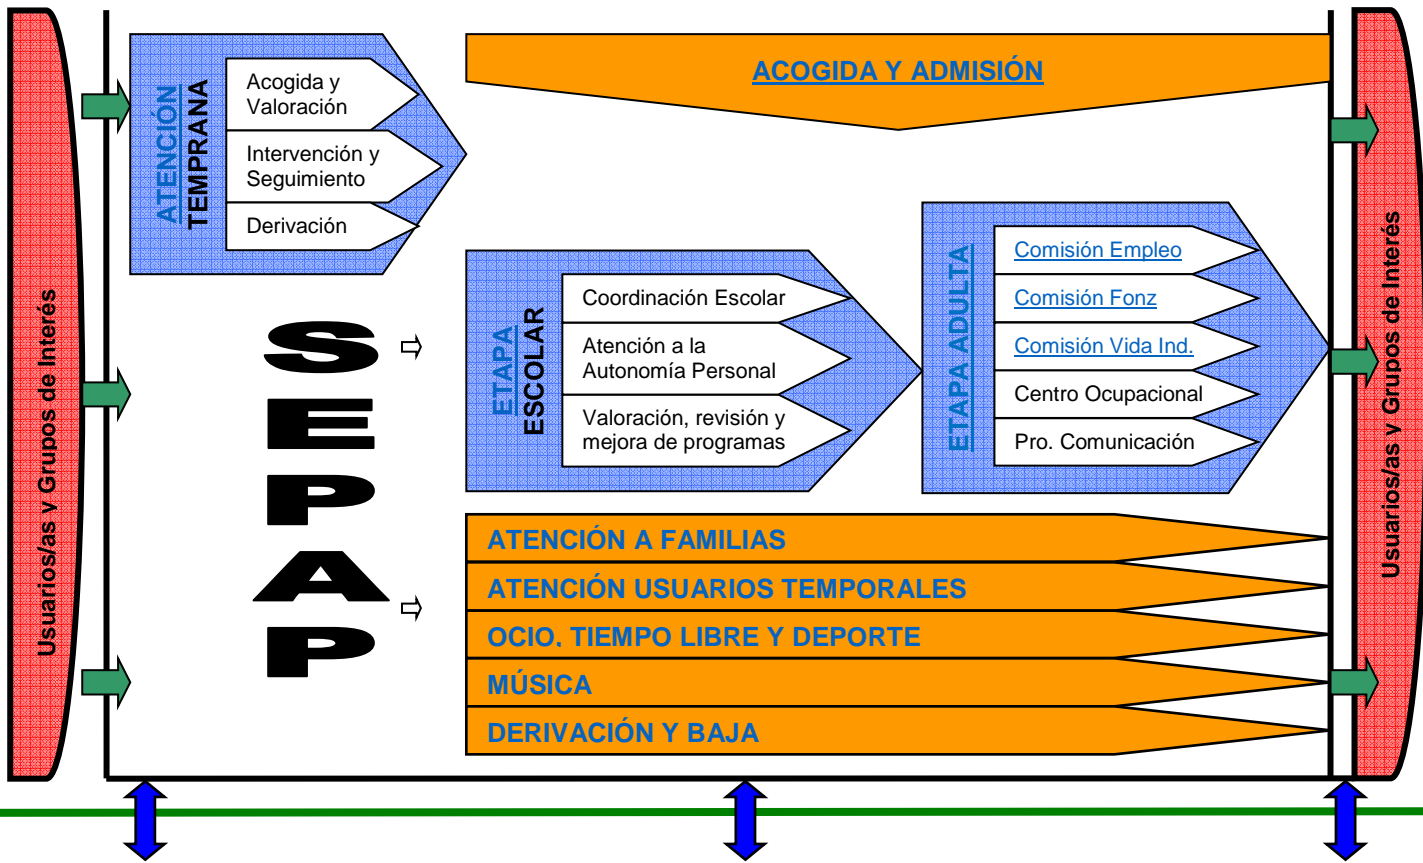 Usuarios/as y Grupos de Interés
ATENCIÓN
TEMPRANA
Acogida y
Valoración
Intervención y
Seguimiento
Derivación
ACOGIDA Y ADMISIÓN
SEPAP
ETAPA
ESCOLAR
Coordinación Escolar
Atención a la
Autonomía Personal
Valoración, revisión y
mejora de programas
ETAPA ADULTA
Comisión Empleo
Comisión Fonz
Comisión Vida Ind.
Centro Ocupacional
Pro. Comunicación
ATENCIÓN A FAMILIAS
ATENCIÓN USUARIOS TEMPORALES
OCIO, TIEMPO LIBRE Y DEPORTE
MÚSICA
DERIVACIÓN Y BAJA
Usuarios/as y Grupos de Interés